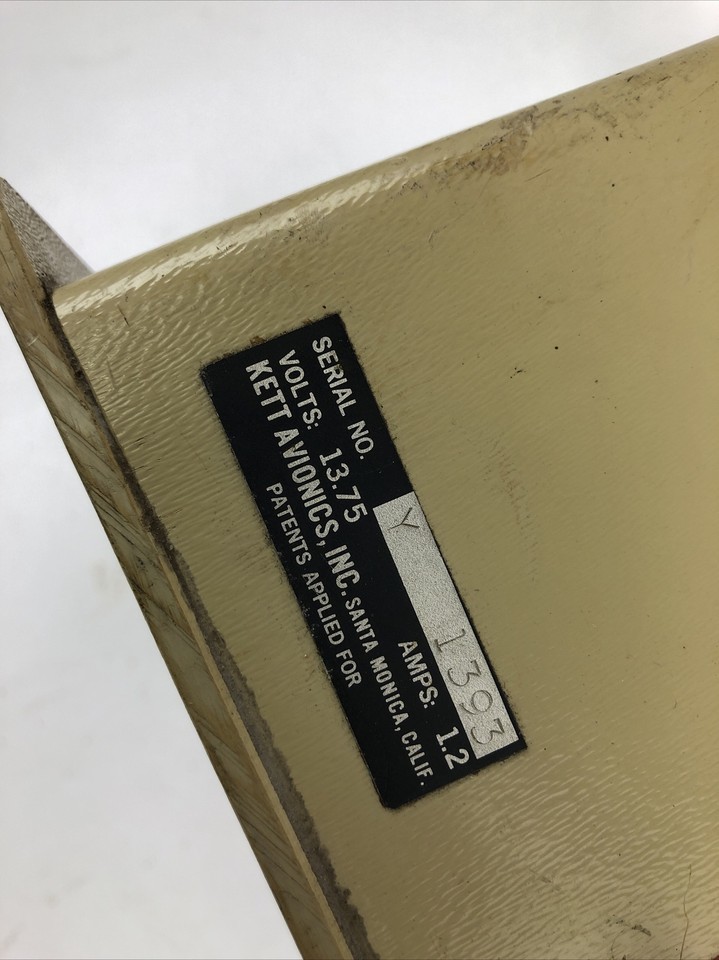 SERIAL NO. Y 1393
VOLTS: 13.75 AMPS: 1.2
KETT AVIONICS, INC. SANTA MONICA, CALIF.
PATENTS APPLIED FOR